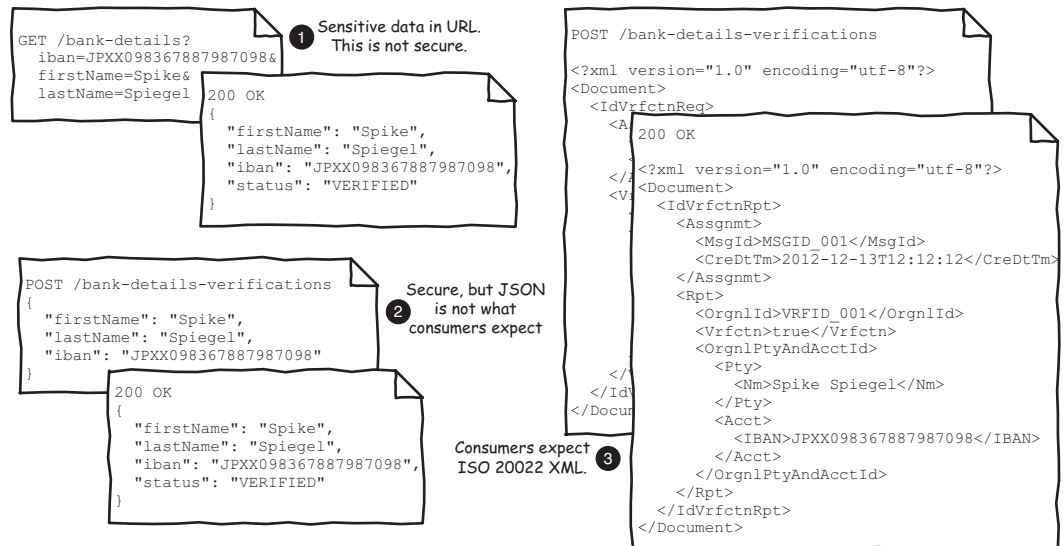 GET /bank-details?
iban=JPXX098367887987098&
firstName=Spike&
lastName=Spiegel
1 Sensitive data in URL.
This is not secure.
200 OK
{
"firstName": "Spike",
"lastName": "Spiegel",
"iban": "JPXX098367887987098",
"status": "VERIFIED"
}
POST /bank-details-verifications
{
"firstName": "Spike",
"lastName": "Spiegel",
"iban": "JPXX098367887987098"
}
2 Secure, but JSON
is not what
consumers expect
200 OK
{
"firstName": "Spike",
"lastName": "Spiegel",
"iban": "JPXX098367887987098",
"status": "VERIFIED"
}
Consumers expect
ISO 20022 XML. 3
POST /bank-details-verifications
<?xml version="1.0" encoding="utf-8"?>
<Document>
<IdVrfctnReq>
</Docum
200 OK
<?xml version="1.0" encoding="utf-8"?>
<Document>
<IdVrfctnRpt>
<Assgnmt>
<MsgId>MSGID_001</MsgId>
<CreDtTm>2012-12-13T12:12:12</CreDtTm>
</Assgnmt>
<Rpt>
<OrgnlId>VRFID_001</OrgnlId>
<Vrfctn>true</Vrfctn>
<OrgnlPtyAndAcctId>
<Pty>
<Nm>Spike Spiegel</Nm>
</Pty>
<Acct>
<IBAN>JPXX098367887987098</IBAN>
</Acct>
</OrgnlPtyAndAcctId>
</Rpt>
</IdVrfctnRpt>
</Document>